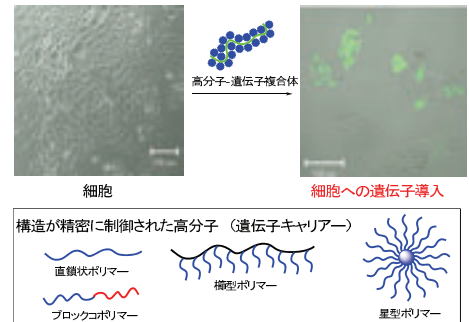 高分子-遺伝子複合体
細胞
細胞への遺伝子導入
構造が精密に制御された高分子 （遺伝子キャリアー）
直鎖状ポリマー
櫛型ポリマー
ブロックコポリマー
星型ポリマー